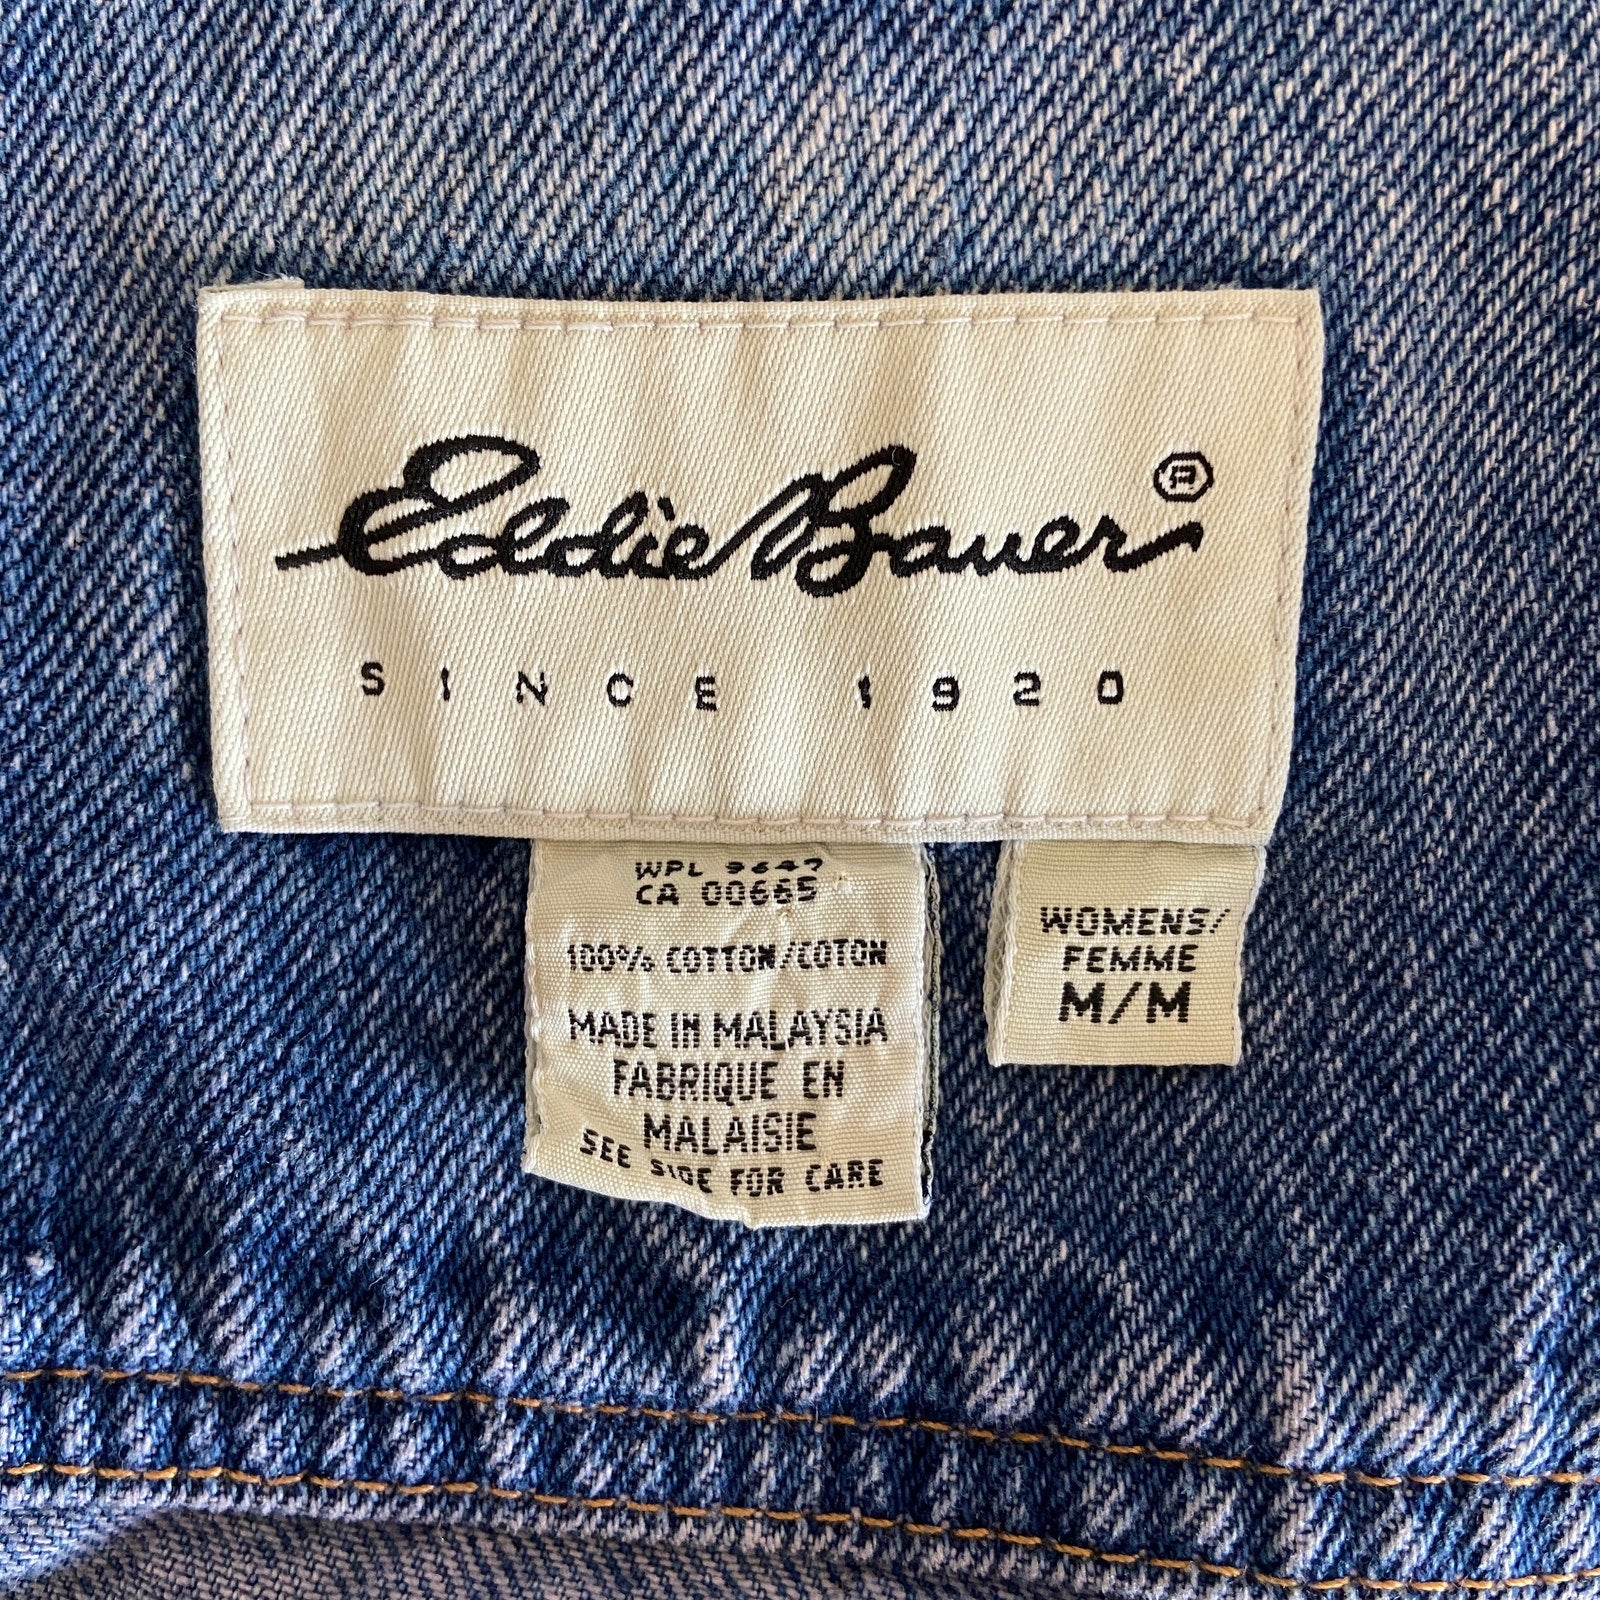 Eddie Bauer®
SINCE 1920
WPL 9647
CA 00665
100% COTTON/COTON
MADE IN MALAYSIA
FABRIQUE EN
MALAISIE
SEE SIDE FOR CARE
WOMENS/
FEMME
M/M